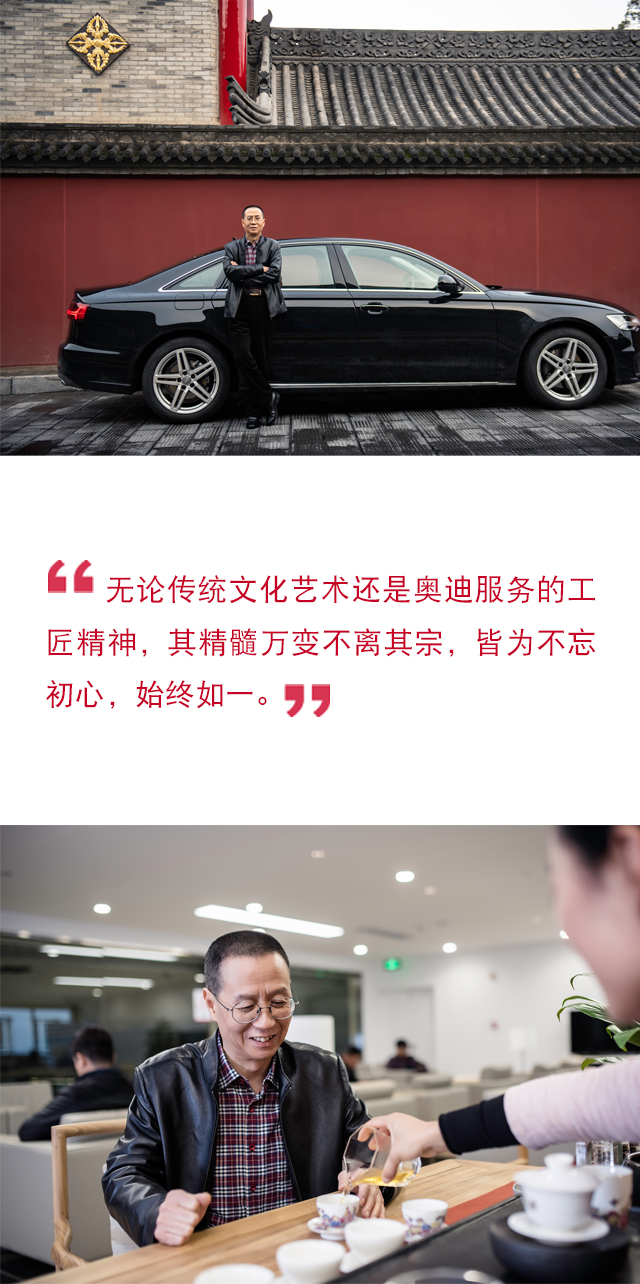 “无论传统文化艺术还是奥迪服务的工
匠精神，其精髓万变不离其宗，皆为不忘
初心，始终如一。”